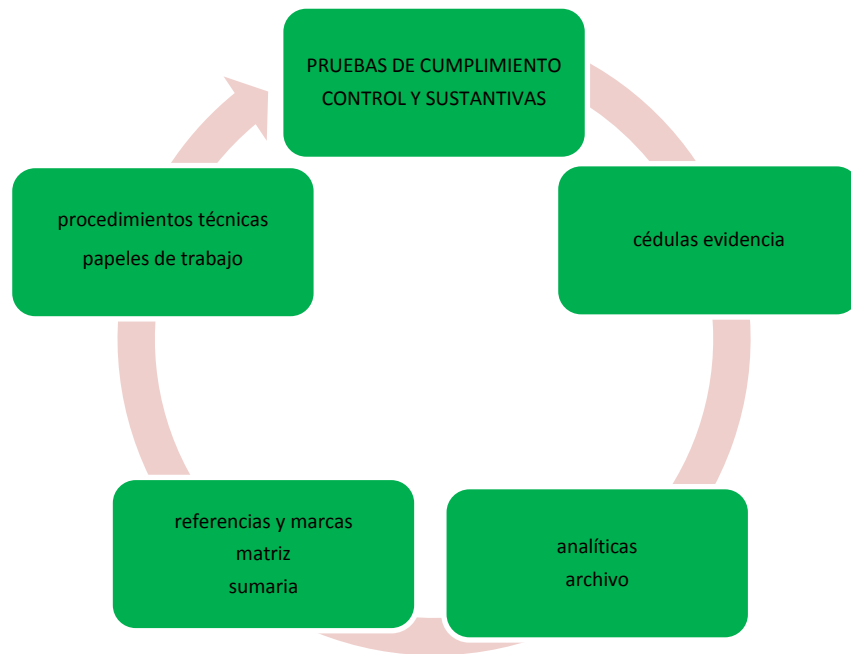 PRUEBAS DE CUMPLIMIENTO
CONTROL Y SUSTANTIVAS
cédulas evidencia
analíticas
archivo
referencias y marcas
matriz
sumaria
procedimientos técnicas
papeles de trabajo